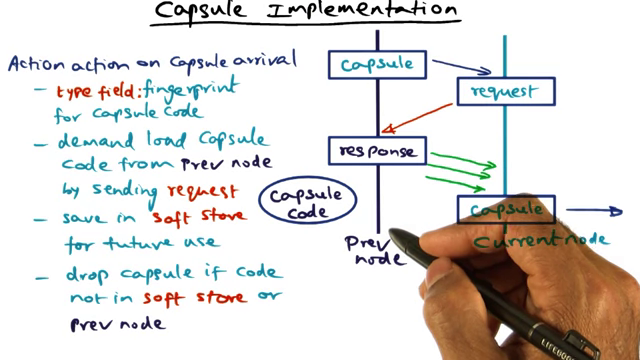 Capsule Implementation
Action action on Capsule arrival
- type field: fingerprint
for capsule code
- demand load Capsule
code from prev node
by sending request
- save in soft store
for future use
- drop capsule if code
not in soft store or
prev node
capsule
request
response
Capsule
code
capsule
Prev
node
Current node